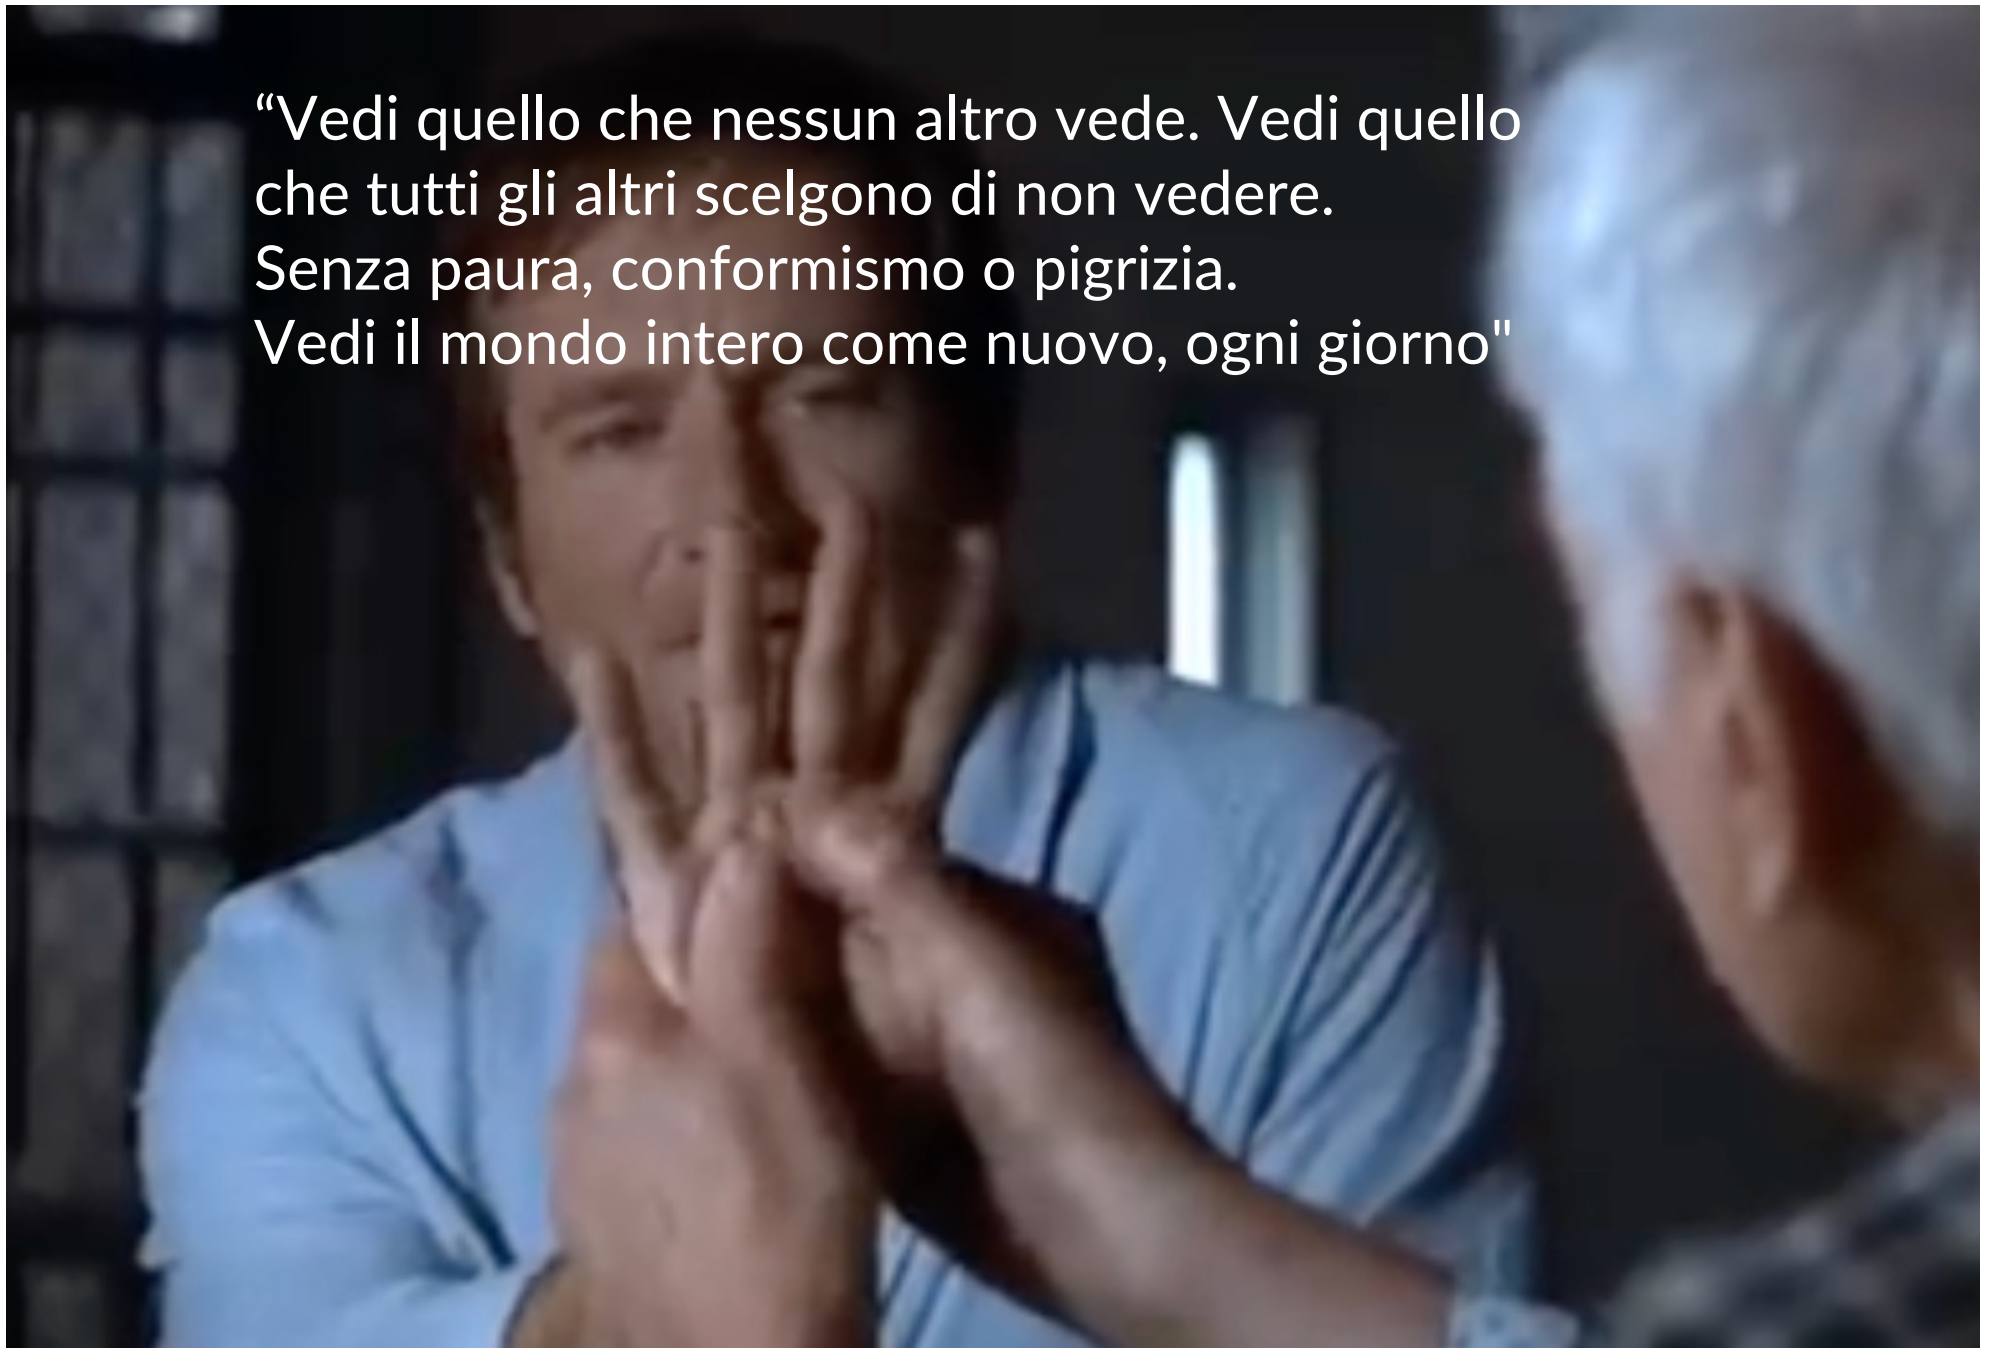 “Vedi quello che nessun altro vede. Vedi quello
che tutti gli altri scelgono di non vedere.
Senza paura, conformismo o pigrizia.
Vedi il mondo intero come nuovo, ogni giorno"